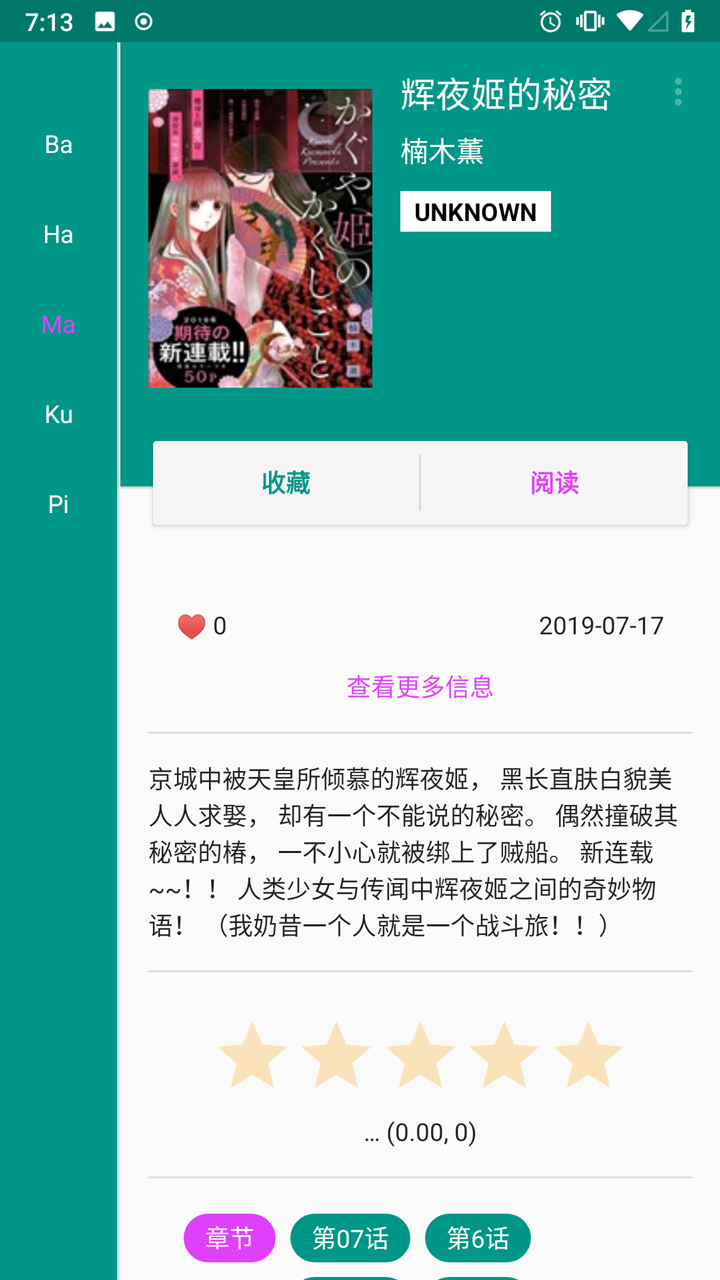 7:13
Ba
Ha
Ma
Ku
Pi
かぐや姫の
かくしごと
2019年
期待の
新連載!!
50P
楠木薫
辉夜姬的秘密
楠木薰
UNKNOWN
收藏
阅读
0
2019-07-17
查看更多信息
京城中被天皇所倾慕的辉夜姬， 黑长直肤白貌美
人人求娶， 却有一个不能说的秘密。 偶然撞破其
秘密的椿， 一不小心就被绑上了贼船。 新连载
~~！！ 人类少女与传闻中辉夜姬之间的奇妙物
语！ （我奶昔一个人就是一个战斗旅！！）
... (0.00, 0)
章节
第07话
第6话